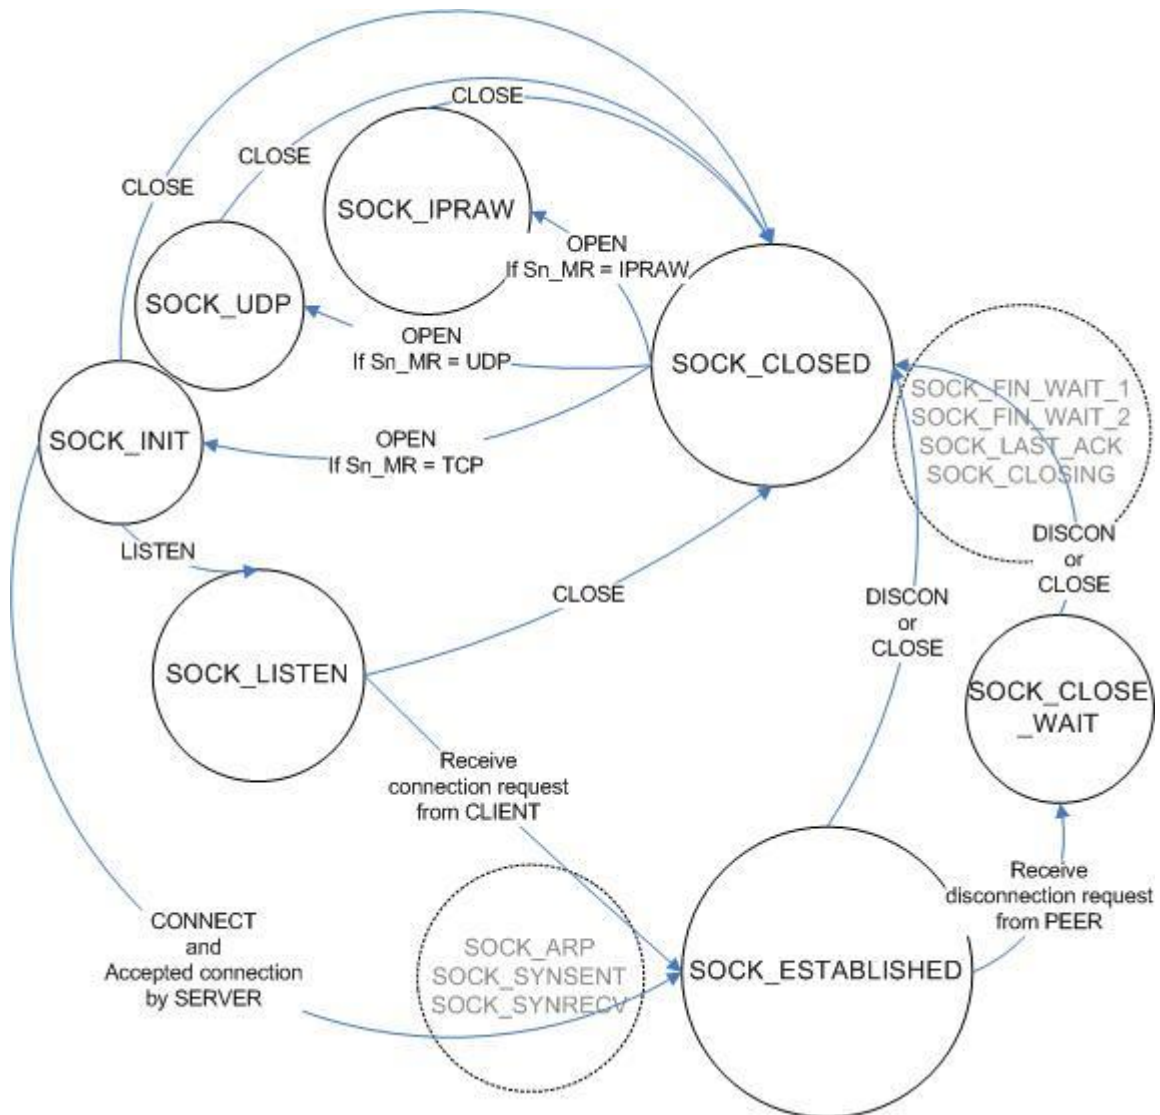 CLOSE
CLOSE
CLOSE
SOCK_IPRAW
OPEN
If Sn_MR = IPRAW
SOCK_UDP
OPEN
If Sn_MR = UDP
SOCK_CLOSED
SOCK_FIN_WAIT_1
SOCK_FIN_WAIT_2
SOCK_LAST_ACK
SOCK_CLOSING
SOCK_INIT
OPEN
If Sn_MR = TCP
LISTEN
DISCON
or
CLOSE
CLOSE
DISCON
or
CLOSE
SOCK_LISTEN
SOCK_CLOSE
_WAIT
Receive
connection request
from CLIENT
Receive
disconnection request
from PEER
CONNECT
and
Accepted connection
by SERVER
SOCK_ARP
SOCK_SYNSENT
SOCK_SYNRECV
SOCK_ESTABLISHED